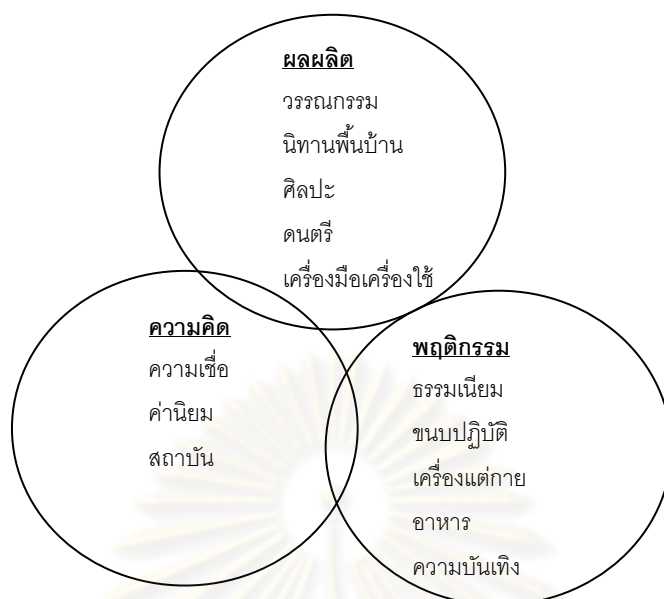 ผลผลิต
วรรณกรรม
นิทานพื้นบ้าน
ศิลปะ
ดนตรี
เครื่องมือเครื่องใช้
ความคิด
ความเชื่อ
ค่านิยม
สถาบัน
พฤติกรรม
ธรรมเนียม
ขนบปฏิบัติ
เครื่องแต่กาย
อาหาร
ความบันเทิง